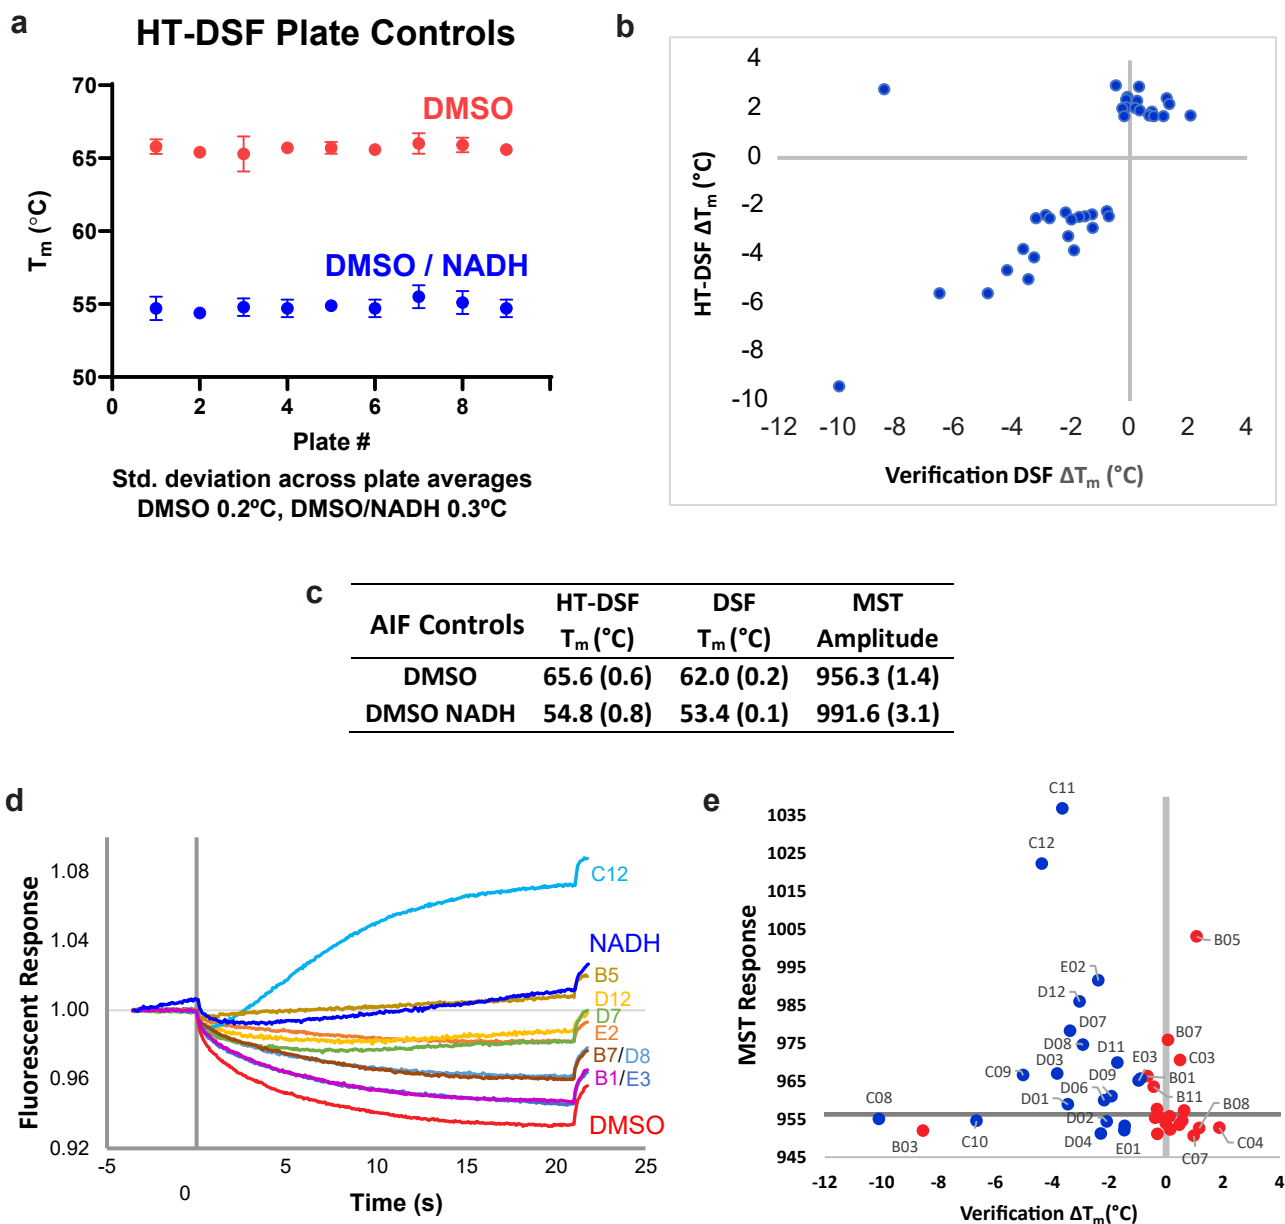 a
HT-DSF Plate Controls
70
65
60
55
50
Tm (°C)
DMSO
DMSO / NADH
0 2 4 6 8
Plate #
Std. deviation across plate averages
DMSO 0.2ºC, DMSO/NADH 0.3ºC
b
4
2
0
-2
-4
-6
-8
-10
HT-DSF ΔTm (°C)
-12 -10 -8 -6 -4 -2 0 2 4
Verification DSF ΔTm (°C)
c
AIF Controls HT-DSF Tm (°C) DSF Tm (°C) MST Amplitude
DMSO 65.6 (0.6) 62.0 (0.2) 956.3 (1.4)
DMSO NADH 54.8 (0.8) 53.4 (0.1) 991.6 (3.1)
d
Fluorescent Response
1.08
1.04
1.00
0.96
0.92
C12
NADH
B5
D12
D7
E2
B7/D8
B1/E3
DMSO
-5 0 5 10 15 20 25
Time (s)
e
MST Response
1035
1025
1015
1005
995
985
975
965
955
945
C11
C12
B05
E02
D12
D07
B07
D08
D11
C03
D03
E03
C09
B01
D09
D06
B11
D01
C08
D02
B08
C10
B03
D04
E01
C07
C04
-12 -10 -8 -6 -4 -2 0 2 4
Verification ΔTm(°C)